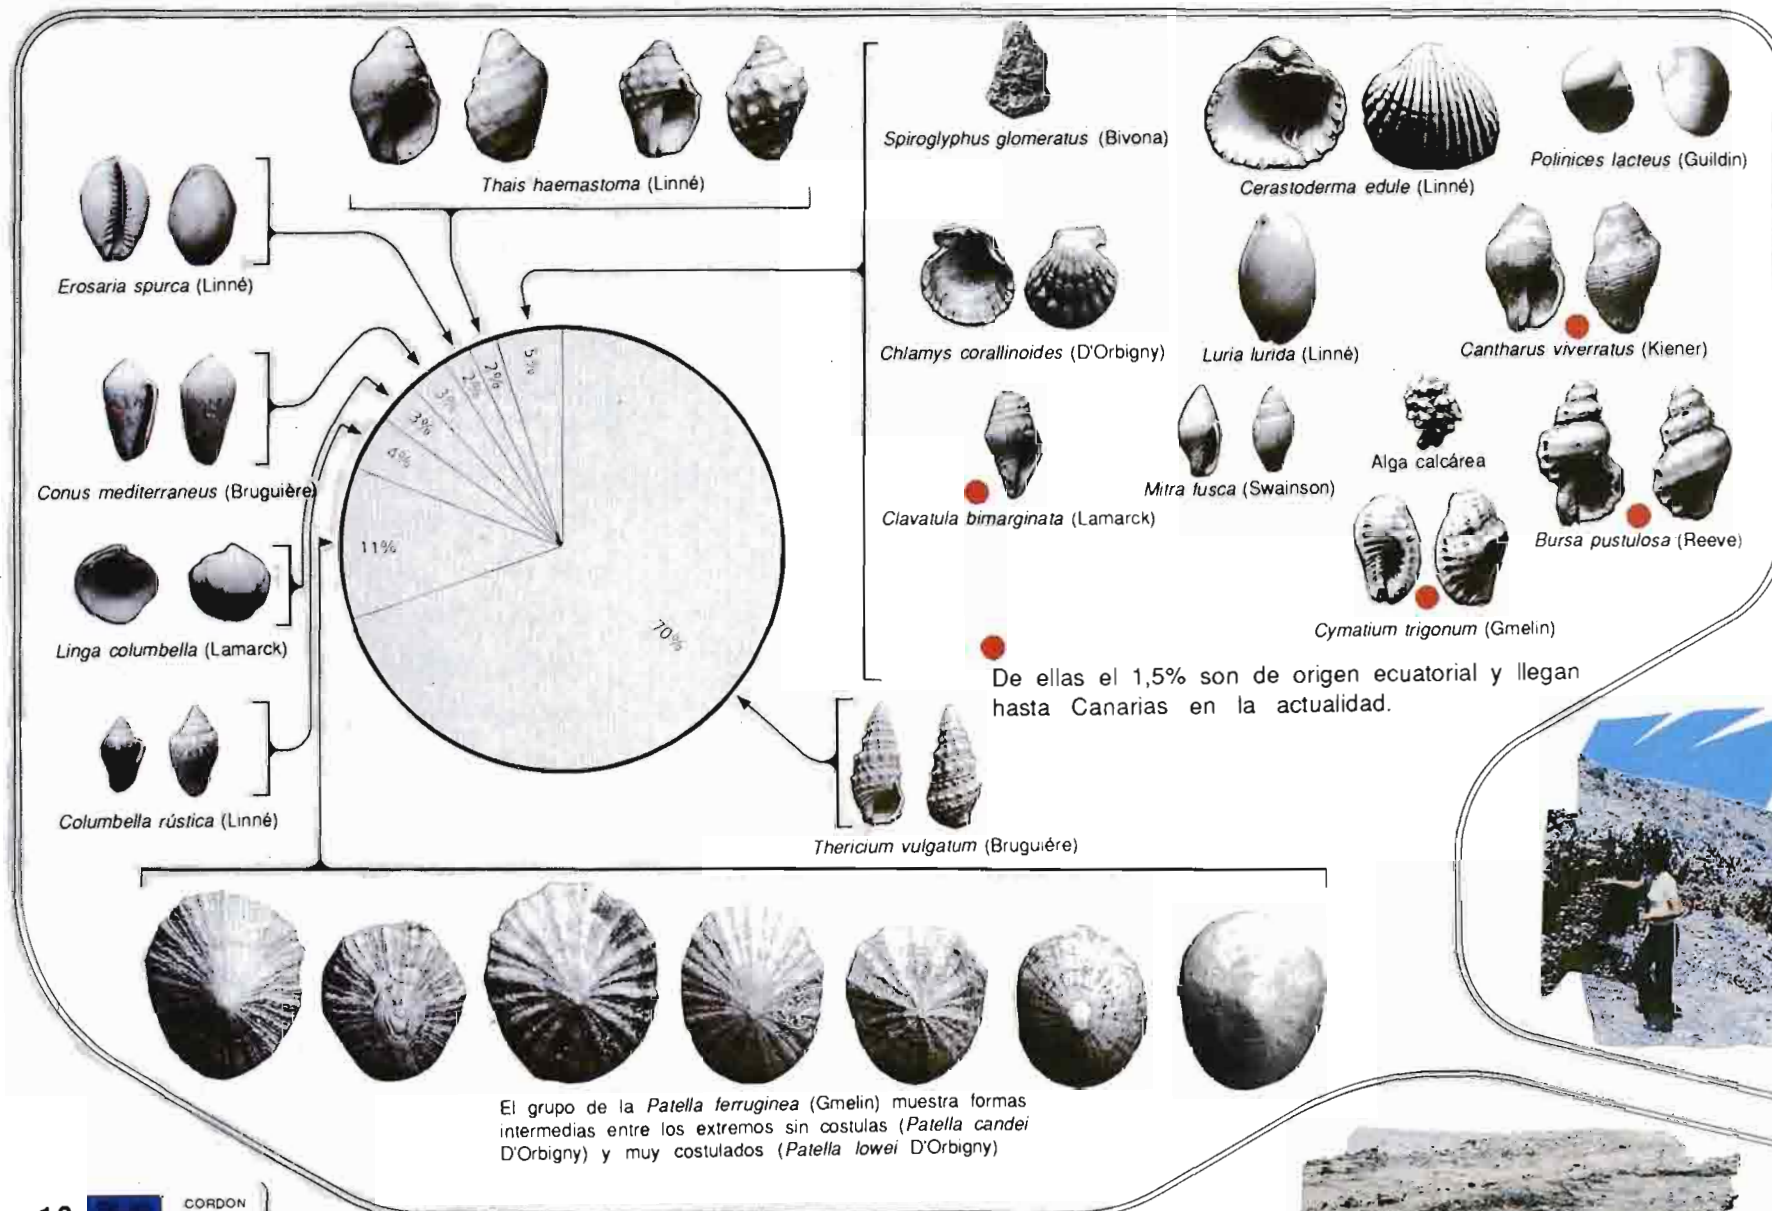 Thais haemastoma (Linné)
Erosaria spurca (Linné)
Conus mediterraneus (Bruguière)
Linga columbella (Lamarck)
Columbella rústica (Linné)
5%
2%
2%
3%
3%
4%
11%
70%
Thericium vulgatum (Bruguiére)
Spiroglyphus glomeratus (Bivona)
Cerastoderma edule (Linné)
Polinices lacteus (Guildin)
Chlamys corallinoides (D'Orbigny)
Luria lurida (Linné)
Cantharus viverratus (Kiener)
Clavatula bimarginata (Lamarck)
Mitra fusca (Swainson)
Alga calcárea
Bursa pustulosa (Reeve)
Cymatium trigonum (Gmelin)
De ellas el 1,5% son de origen ecuatorial y llegan
hasta Canarias en la actualidad.
El grupo de la Patella ferruginea (Gmelin) muestra formas
intermedias entre los extremos sin costulas (Patella candei
D'Orbigny) y muy costulados (Patella lowei D'Orbigny)
CORDON